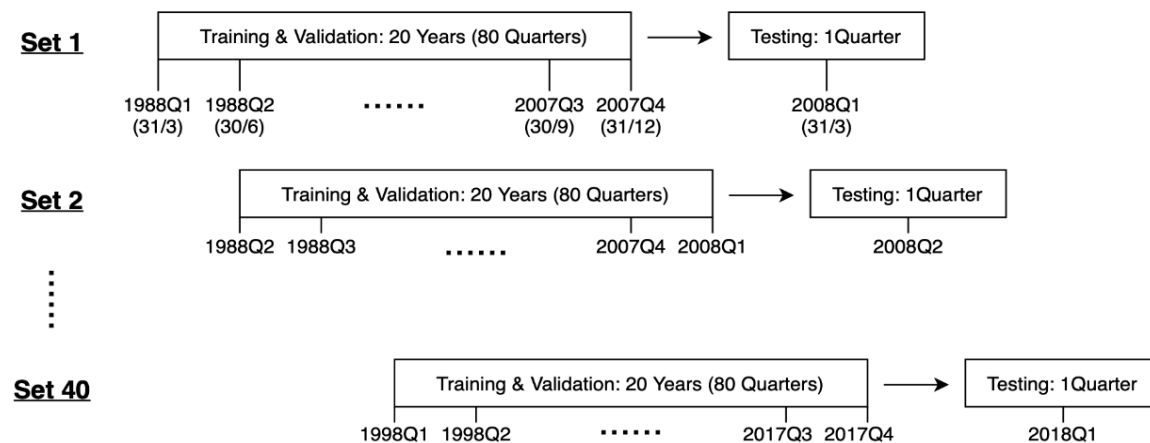 Set 1
Training & Validation: 20 Years (80 Quarters)
Testing: 1Quarter
1988Q1 1988Q2 ...... 2007Q3 2007Q4 2008Q1
(31/3) (30/6) (30/9) (31/12) (31/3)
Set 2
Training & Validation: 20 Years (80 Quarters)
Testing: 1Quarter
1988Q2 1988Q3 ...... 2007Q4 2008Q1 2008Q2
Set 40
Training & Validation: 20 Years (80 Quarters)
Testing: 1Quarter
1998Q1 1998Q2 ...... 2017Q3 2017Q4 2018Q1